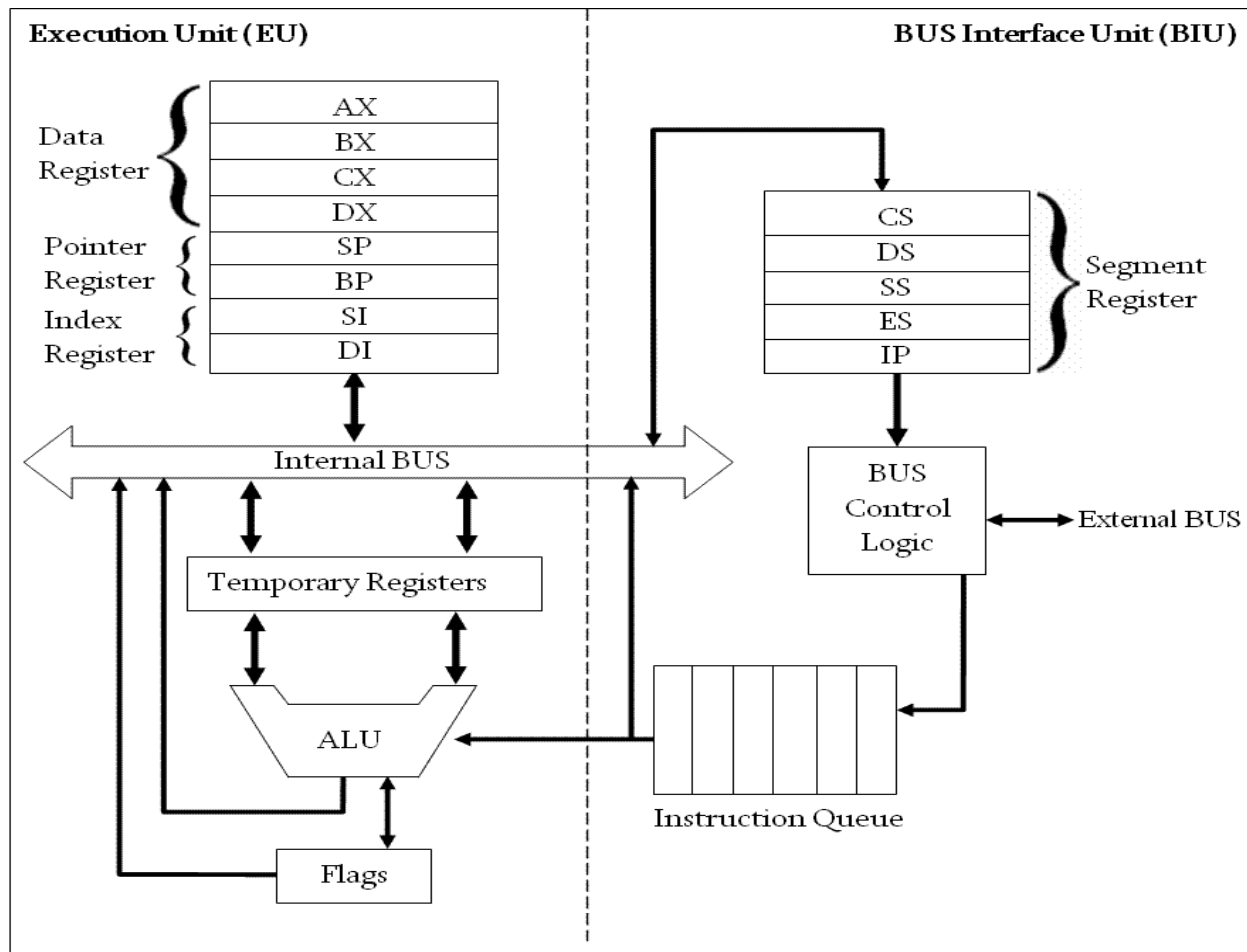 Execution Unit (EU)
BUS Interface Unit (BIU)
Data
Register
AX
BX
CX
DX
Pointer
Register
SP
BP
Index
Register
SI
DI
CS
DS
SS
ES
IP
Segment
Register
Internal BUS
BUS
Control
Logic
External BUS
Temporary Registers
ALU
Instruction Queue
Flags